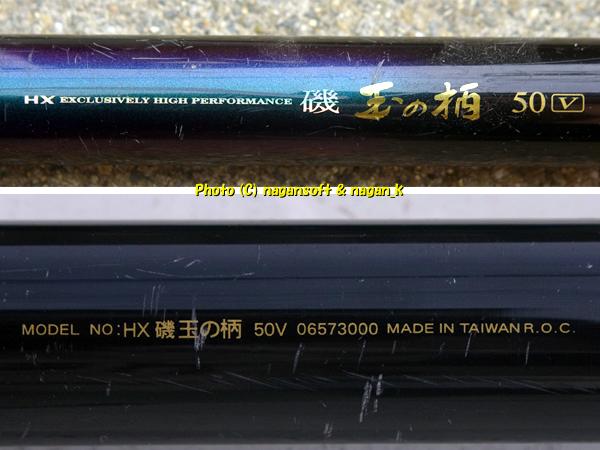 HX EXCLUSIVELY HIGH PERFORMANCE 磯 玉の柄 50 V
Photo (C) nagansoft & nagan_K
MODEL NO:HX 磯玉の柄 50V 06573000 MADE IN TAIWAN R.O.C.